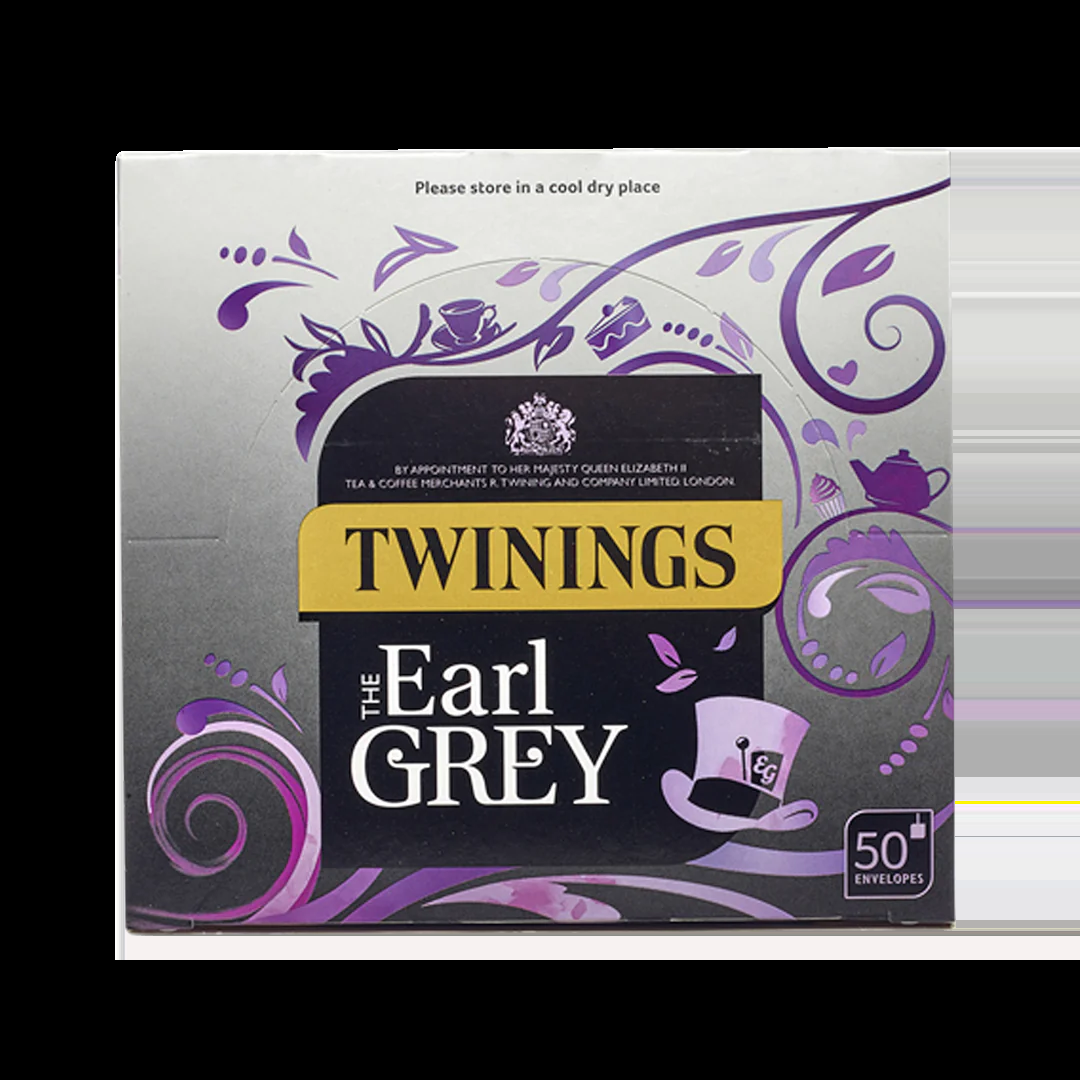 Please store in a cool dry place
BY APPOINTMENT TO HER MAJESTY QUEEN ELIZABETH II
TEA & COFFEE MERCHANTS R. TWINING AND COMPANY LIMITED. LONDON.
TWININGS
THE Earl
GREY
EG
50
ENVELOPES